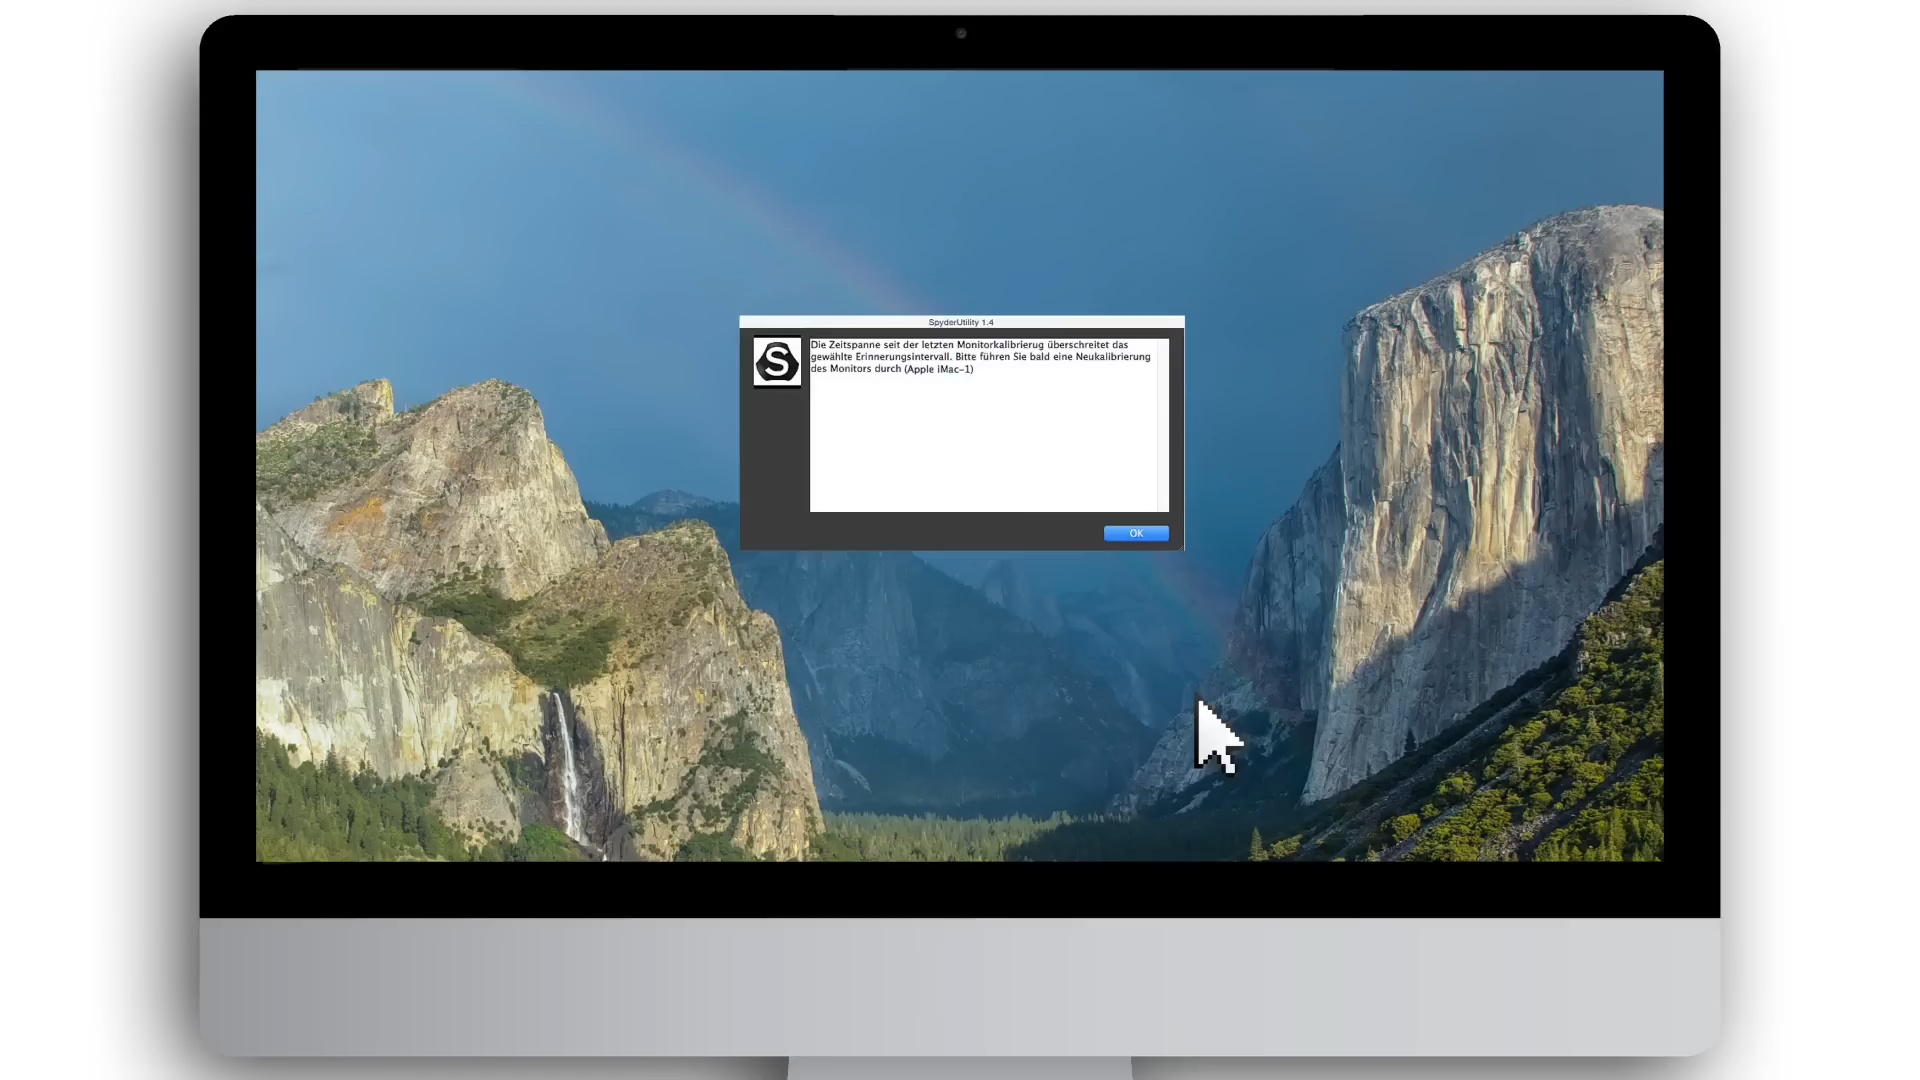 SpyderUtility 1.4
S
Die Zeitspanne seit der letzten Monitorkalibrierug überschreitet das
gewählte Erinnerungsintervall. Bitte führen Sie bald eine Neukalibrierung
des Monitors durch (Apple iMac-1)
OK